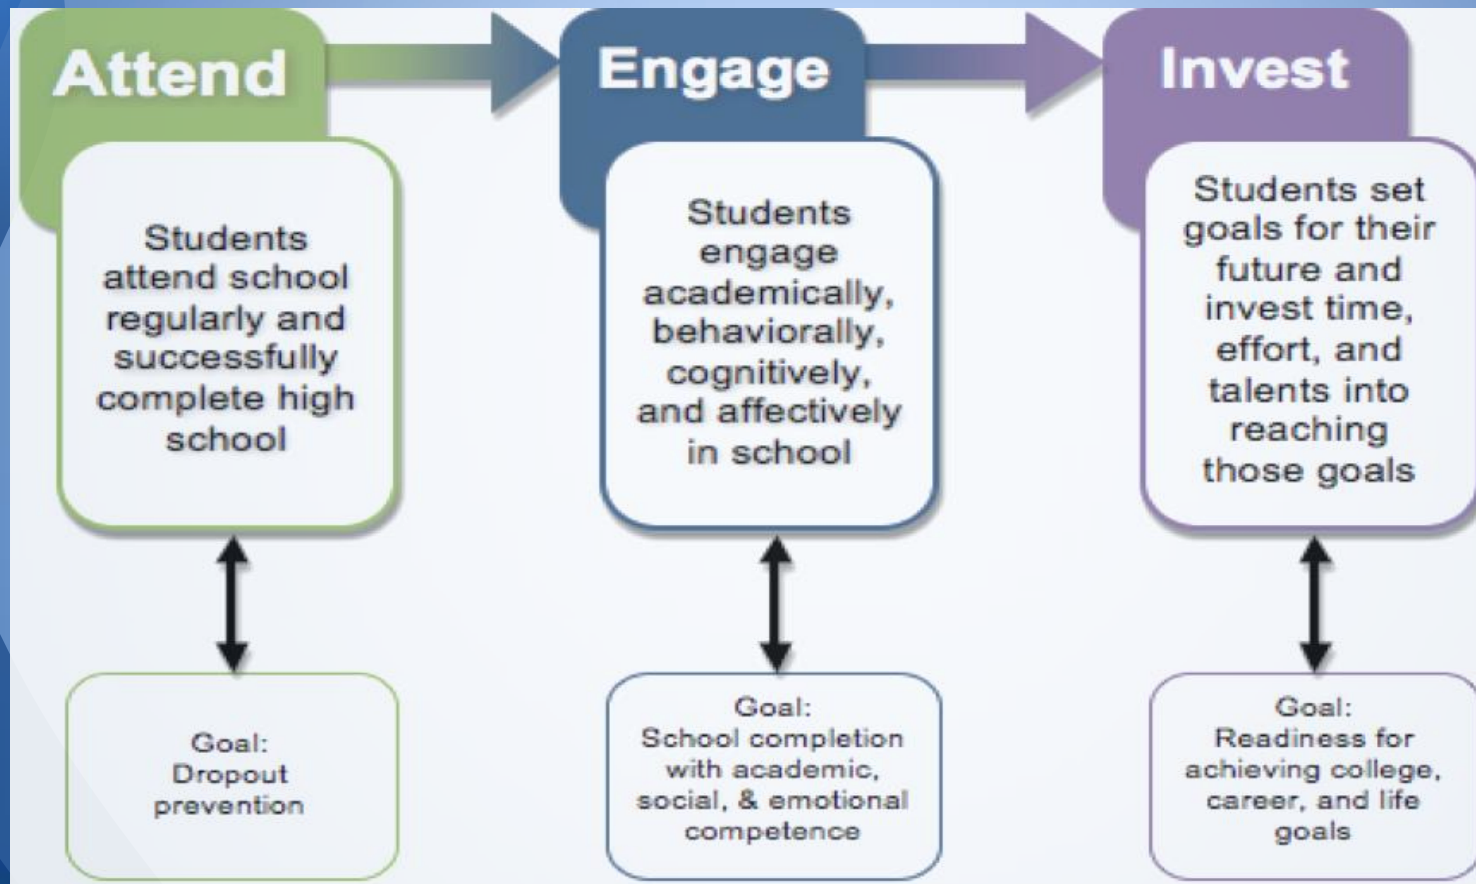 Attend
Students
attend school
regularly and
successfully
complete high
school
Goal:
Dropout
prevention
Engage
Students
engage
academically,
behaviorally,
cognitively,
and affectively
in school
Goal:
School completion
with academic,
social, & emotional
competence
Invest
Students set
goals for their
future and
invest time,
effort, and
talents into
reaching
those goals
Goal:
Readiness for
achieving college,
career, and life
goals